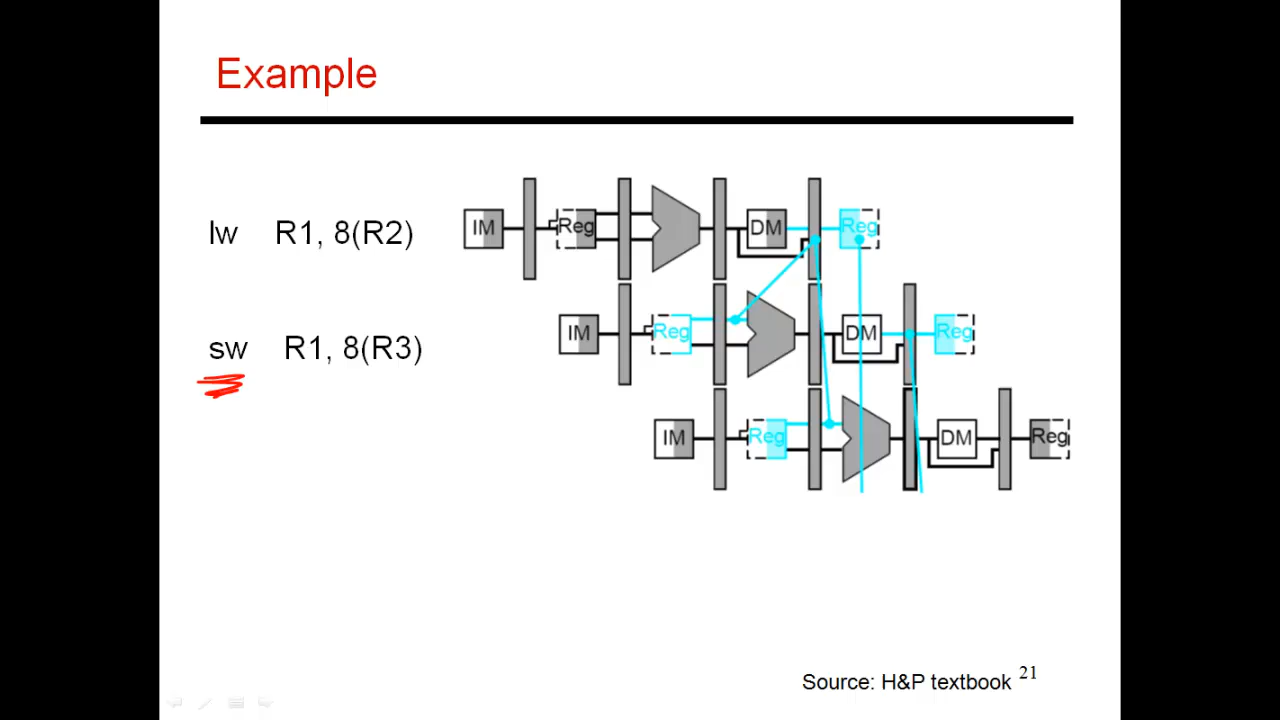 Example
lw R1, 8(R2)
IM Reg DM Reg
sw R1, 8(R3)
IM Reg DM Reg
IM Reg DM Reg
Source: H&P textbook 21